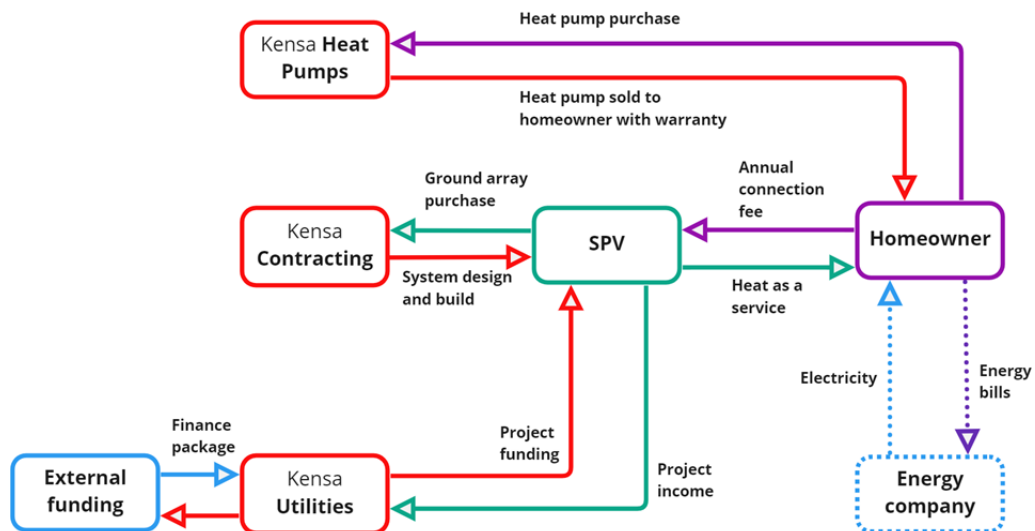 Heat pump purchase
Kensa Heat
Pumps
Heat pump sold to
homeowner with warranty
Ground array
purchase
Annual
connection
fee
Kensa
Contracting
SPV
Homeowner
System design
and build
Heat as a
service
Electricity
Energy
bills
Finance
package
Project
funding
Project
income
External
funding
Kensa
Utilities
Energy
company